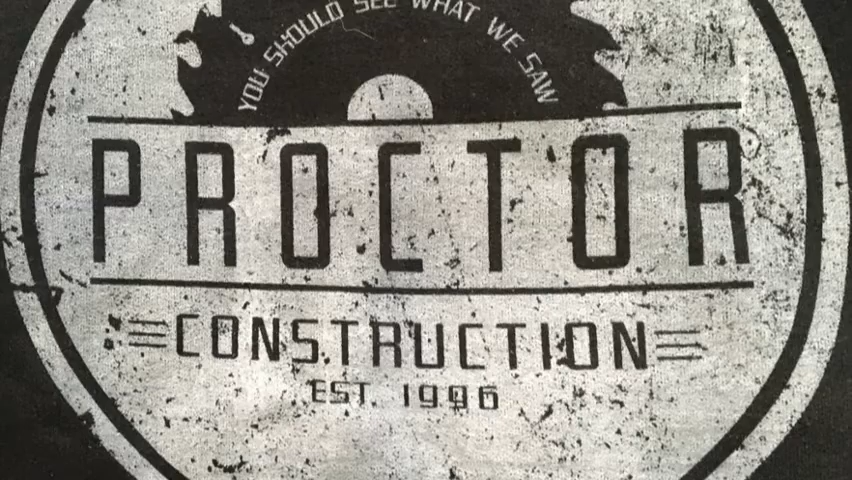 YOU SHOULD SEE WHAT WE SAW
PROCTOR
CONSTRUCTION
EST. 1996